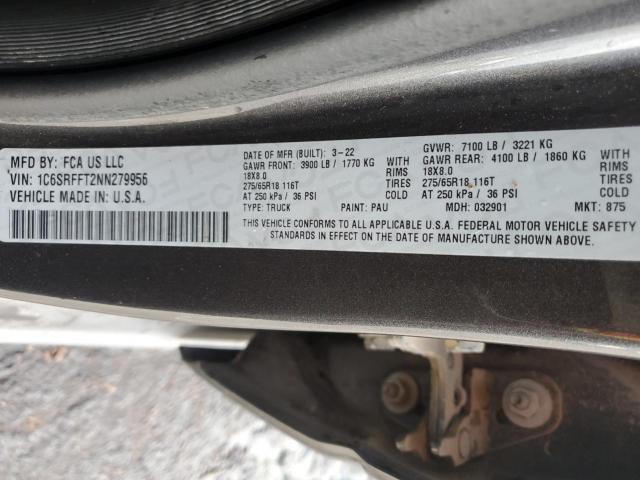 MFD BY: FCA US LLC
VIN: 1C6SRFFT2NN279956
VEHICLE MADE IN: U.S.A.
DATE OF MFR (BUILT): 3-22
GAWR FRONT: 3900 LB / 1770 KG WITH
18X8.0 RIMS
275/65R18 116T TIRES
AT 250 kPa / 36 PSI COLD
TYPE: TRUCK PAINT: PAU
GVWR: 7100 LB / 3221 KG
GAWR REAR: 4100 LB / 1860 KG WITH
18X8.0 RIMS
275/65R18 116T TIRES
AT 250 kPa / 36 PSI COLD
MDH: 032901 MKT: 875
THIS VEHICLE CONFORMS TO ALL APPLICABLE U.S.A. FEDERAL MOTOR VEHICLE SAFETY
STANDARDS IN EFFECT ON THE DATE OF MANUFACTURE SHOWN ABOVE.